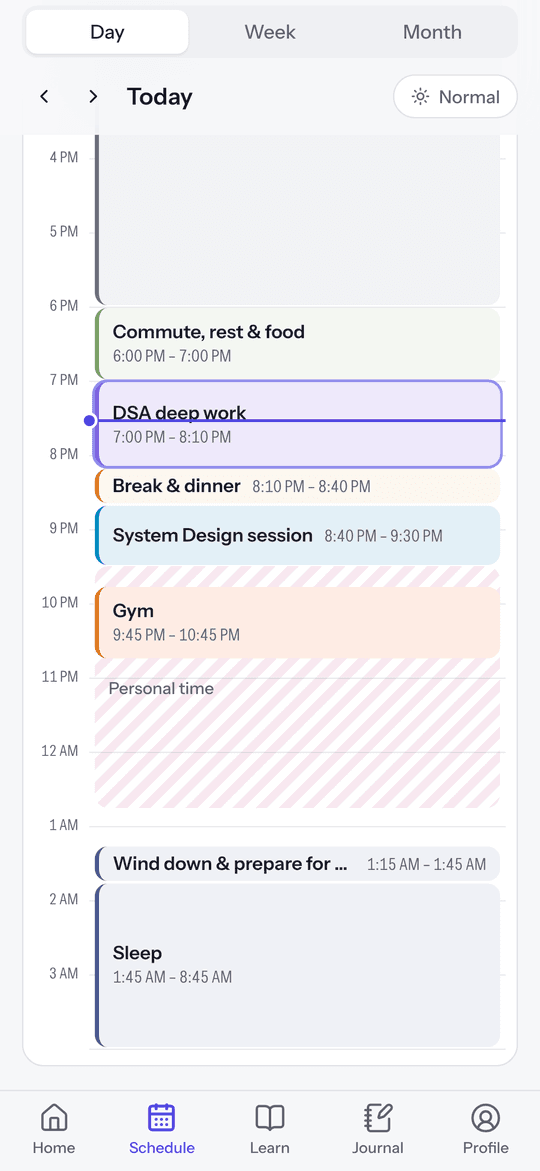 Day Week Month
Today Normal
4 PM
5 PM
6 PM
Commute, rest & food
6:00 PM – 7:00 PM
7 PM
DSA deep work
7:00 PM – 8:10 PM
8 PM
Break & dinner 8:10 PM – 8:40 PM
9 PM
System Design session 8:40 PM – 9:30 PM
10 PM
Gym
9:45 PM – 10:45 PM
11 PM
Personal time
12 AM
1 AM
Wind down & prepare for ... 1:15 AM – 1:45 AM
2 AM
Sleep
3 AM
1:45 AM – 8:45 AM
Home Schedule Learn Journal Profile